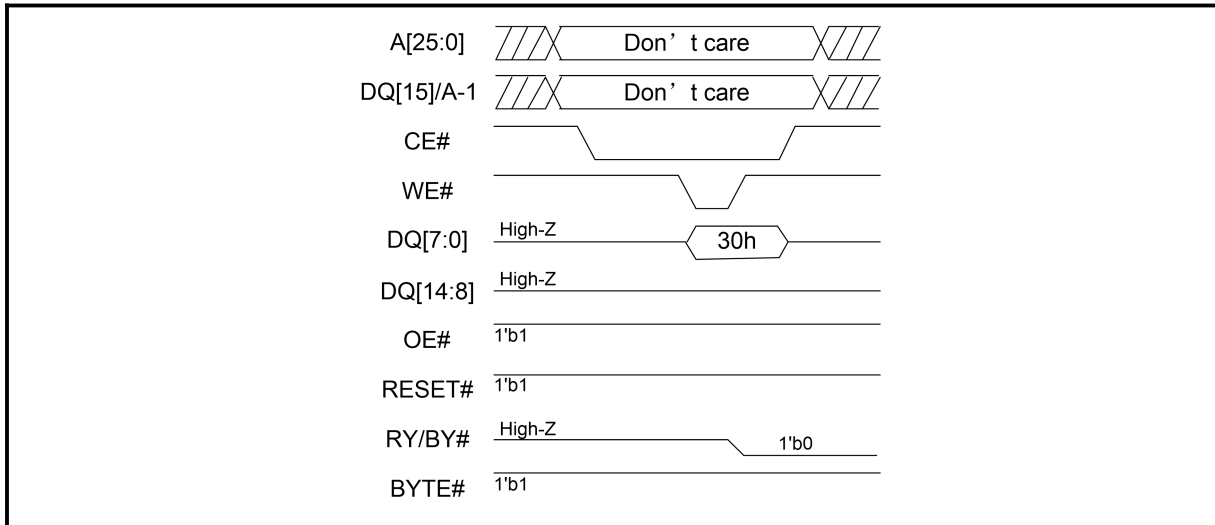 A[25:0] Don’t care
DQ[15]/A-1 Don’t care
CE#
WE#
DQ[7:0] High-Z 30h
DQ[14:8] High-Z
OE# 1'b1
RESET# 1'b1
RY/BY# High-Z 1'b0
BYTE# 1'b1